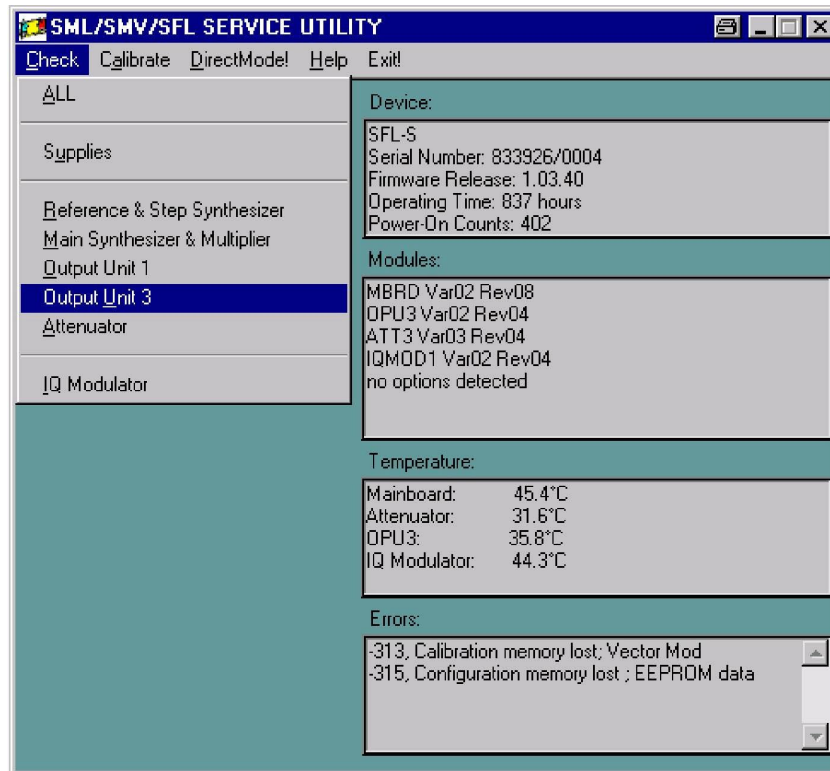 SML/SMV/SFL SERVICE UTILITY
Check Calibrate DirectMode! Help Exit!
ALL
Supplies
Reference & Step Synthesizer
Main Synthesizer & Multiplier
Output Unit 1
Output Unit 3
Attenuator
IQ Modulator
Device:
SFL-S
Serial Number: 833926/0004
Firmware Release: 1.03.40
Operating Time: 837 hours
Power-On Counts: 402
Modules:
MBRD Var02 Rev08
OPU3 Var02 Rev04
ATT3 Var03 Rev04
IQMOD1 Var02 Rev04
no options detected
Temperature:
Mainboard: 45.4°C
Attenuator: 31.6°C
OPU3: 35.8°C
IQ Modulator: 44.3°C
Errors:
-313, Calibration memory lost; Vector Mod
-315, Configuration memory lost ; EEPROM data